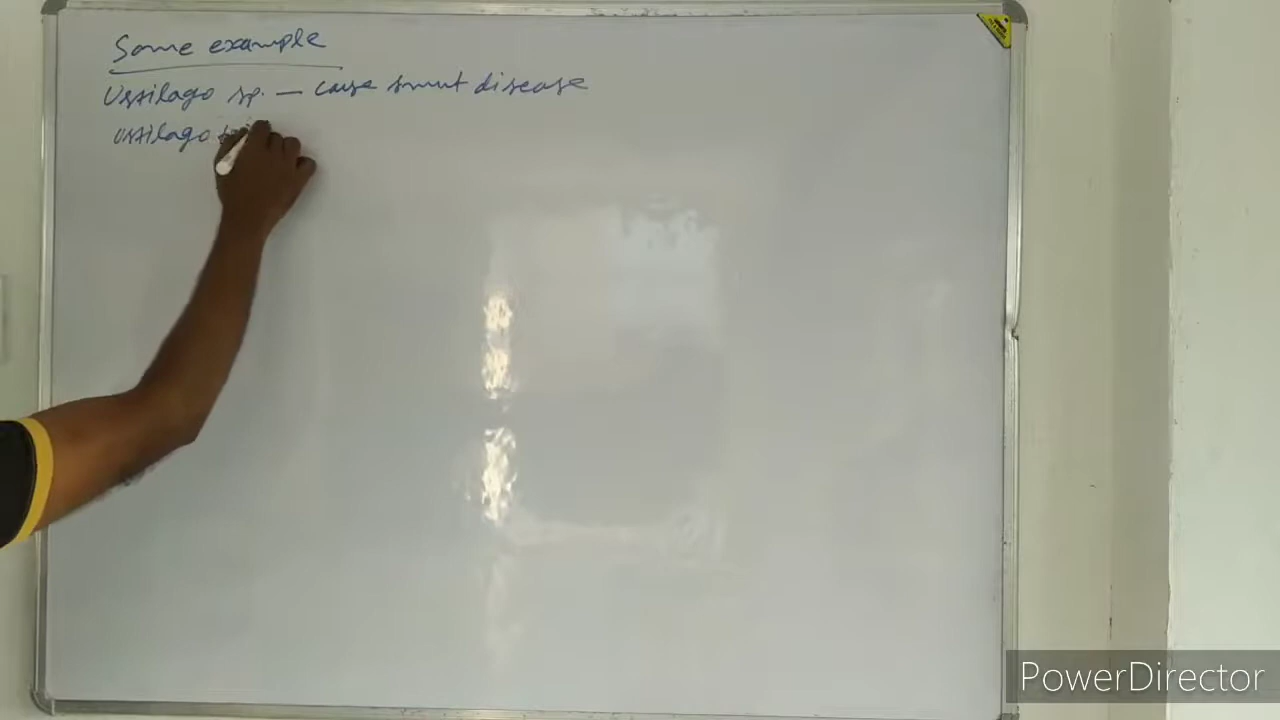 Some example
Ustilago sp. — cause smut disease
Ustilago
PowerDirector